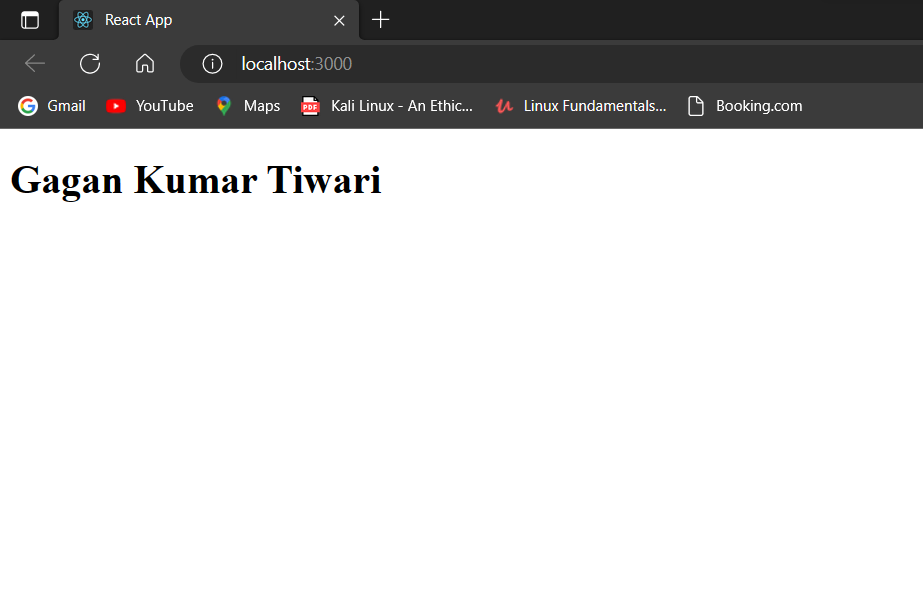 React App
localhost:3000
Gmail YouTube Maps Kali Linux - An Ethic... Linux Fundamentals... Booking.com
Gagan Kumar Tiwari